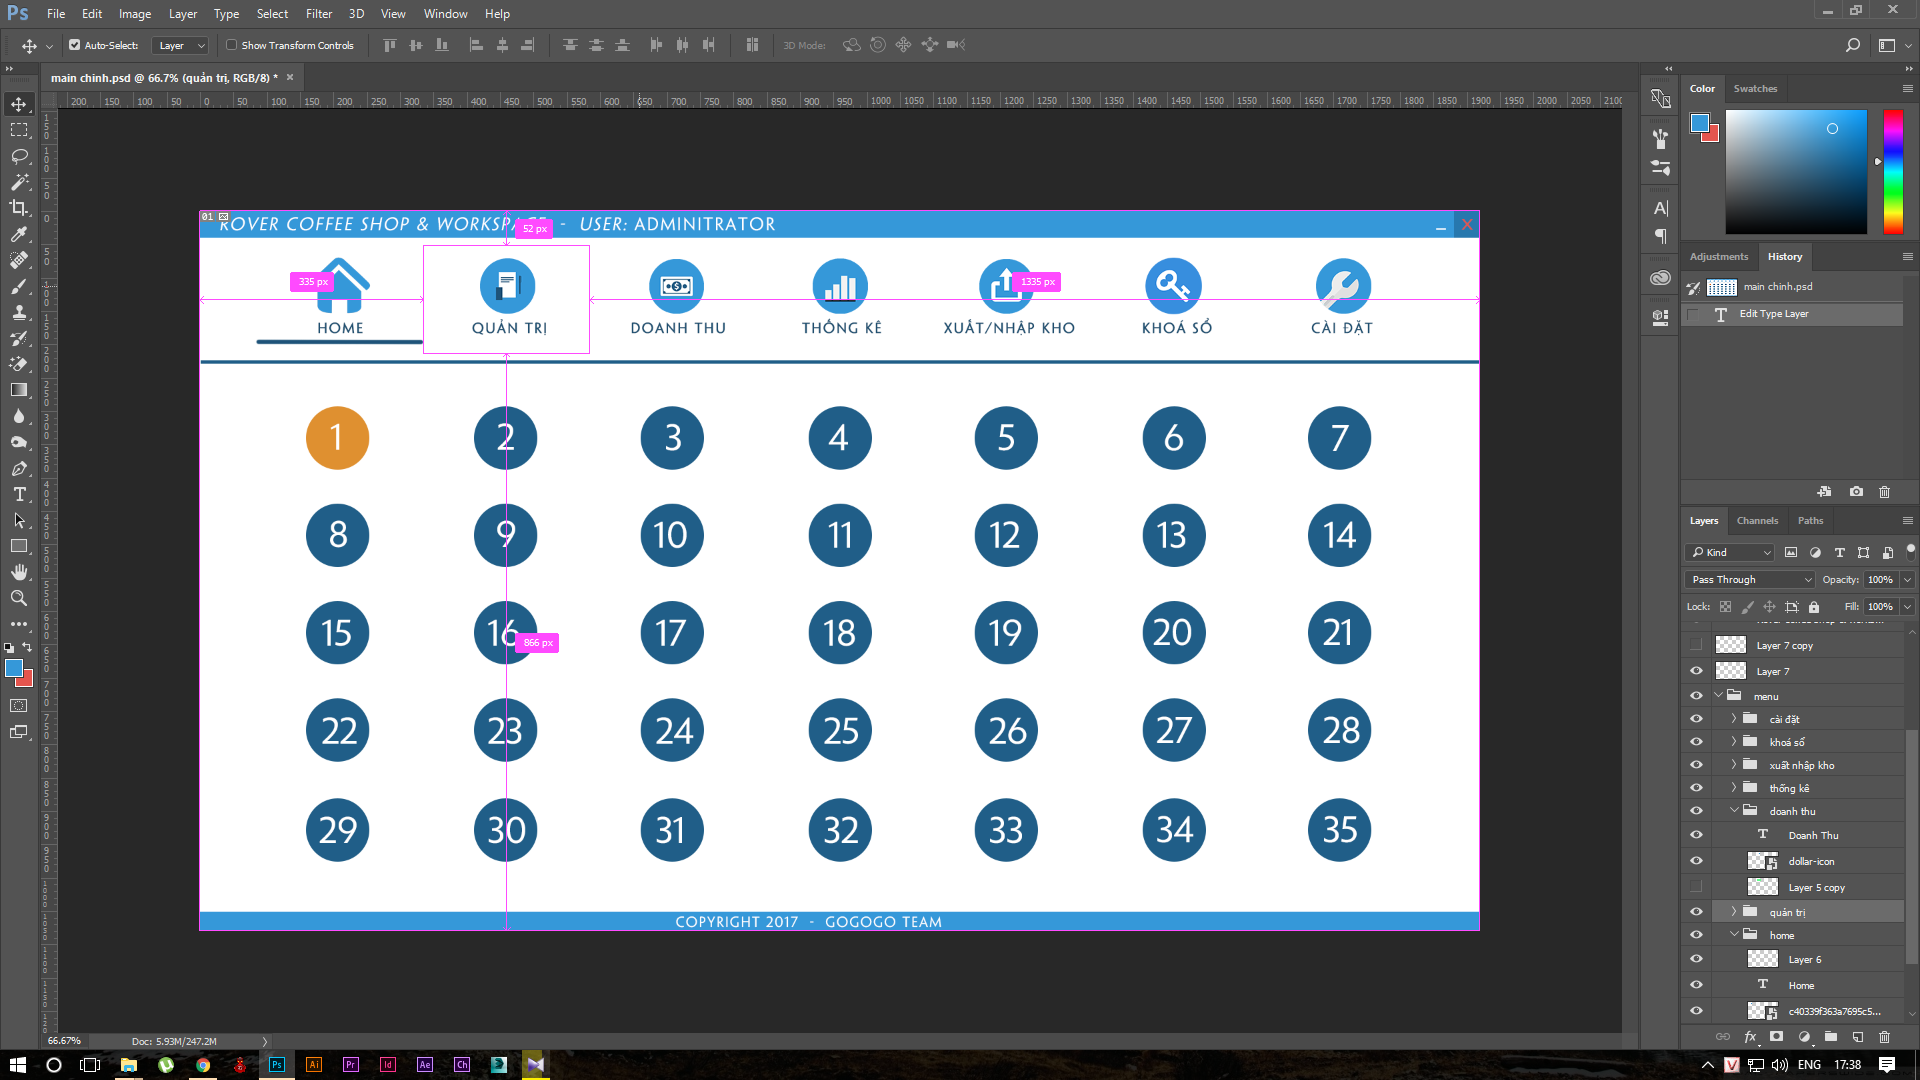 Ps File Edit Image Layer Type Select Filter 3D View Window Help
Auto-Select: Layer Show Transform Controls 3D Mode:
main chinh.psd @ 66.7% (quản trị, RGB/8) *
200 150 100 50 0 50 100 150 200 250 300 350 400 450 500 550 600 650 700 750 800 850 900 950 1000 1050 1100 1150 1200 1250 1300 1350 1400 1450 1500 1550 1600 1650 1700 1750 1800 1850 1900 1950 2000 2050 2100
01
ROVER COFFEE SHOP & WORKSPACE - USER: ADMINITRATOR
52 px
335 px
1335 px
HOME QUẢN TRỊ DOANH THU THỐNG KÊ XUẤT/NHẬP KHO KHOÁ SỔ CÀI ĐẶT
1 2 3 4 5 6 7
8 9 10 11 12 13 14
15 16 17 18 19 20 21
866 px
22 23 24 25 26 27 28
29 30 31 32 33 34 35
COPYRIGHT 2017 - GOGOGO TEAM
Color Swatches
Adjustments History
main chinh.psd
Edit Type Layer
Layers Channels Paths
Kind
Pass Through Opacity: 100%
Lock: Fill: 100%
Layer 7 copy
Layer 7
menu
cài đặt
khoá sổ
xuất nhập kho
thống kê
doanh thu
Doanh Thu
dollar-icon
Layer 5 copy
quản trị
home
Layer 6
Home
c40339f363a7695c5...
66.67% Doc: 5.93M/247.2M
Ps Ai Pr Id Ae Ch
ENG 17:38